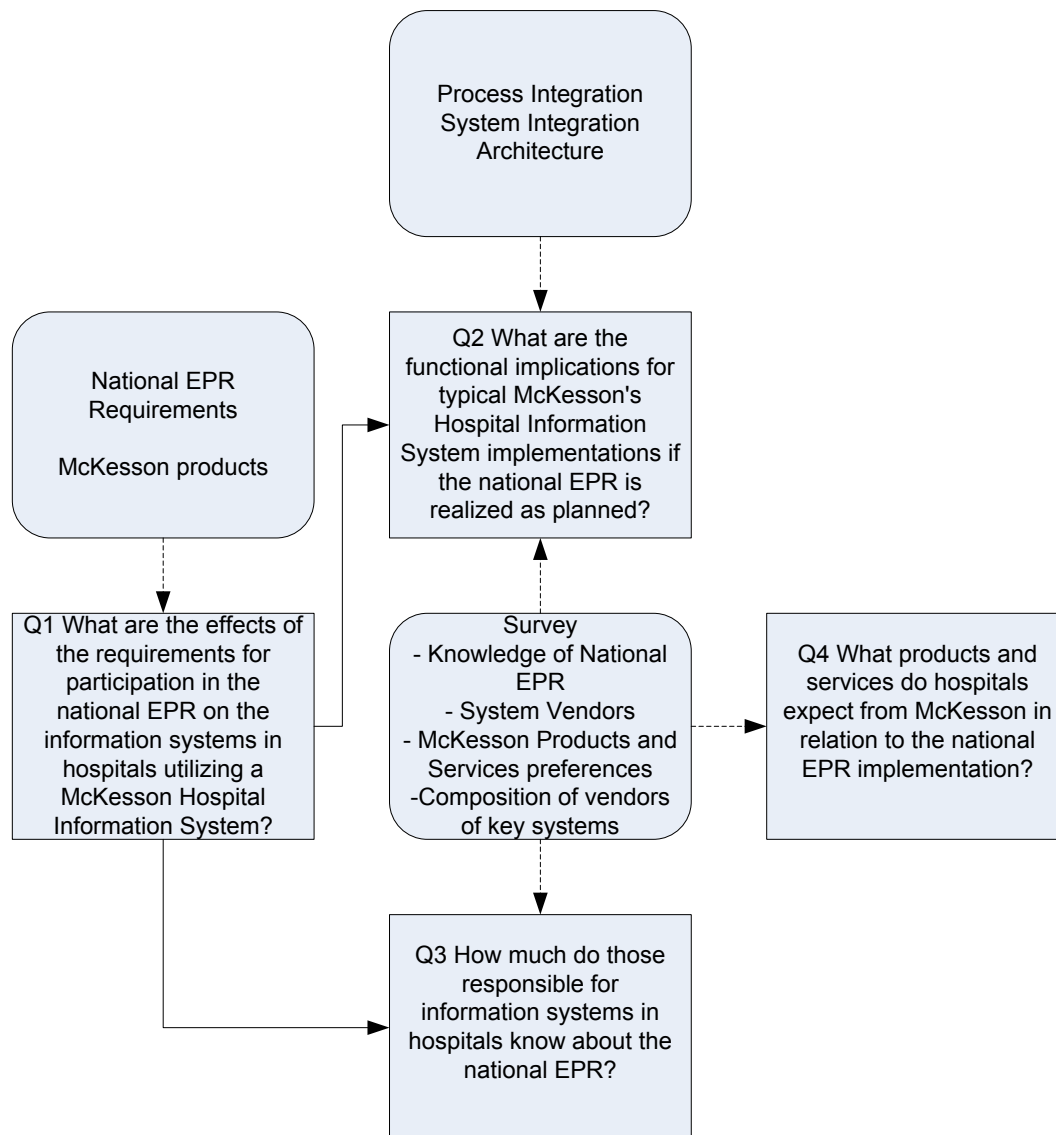 Process Integration
System Integration
Architecture
National EPR
Requirements
McKesson products
Q2 What are the
functional implications for
typical McKesson's
Hospital Information
System implementations if
the national EPR is
realized as planned?
Q1 What are the effects of
the requirements for
participation in the
national EPR on the
information systems in
hospitals utilizing a
McKesson Hospital
Information System?
Survey
- Knowledge of National
EPR
- System Vendors
- McKesson Products and
Services preferences
-Composition of vendors
of key systems
Q4 What products and
services do hospitals
expect from McKesson in
relation to the national
EPR implementation?
Q3 How much do those
responsible for
information systems in
hospitals know about the
national EPR?